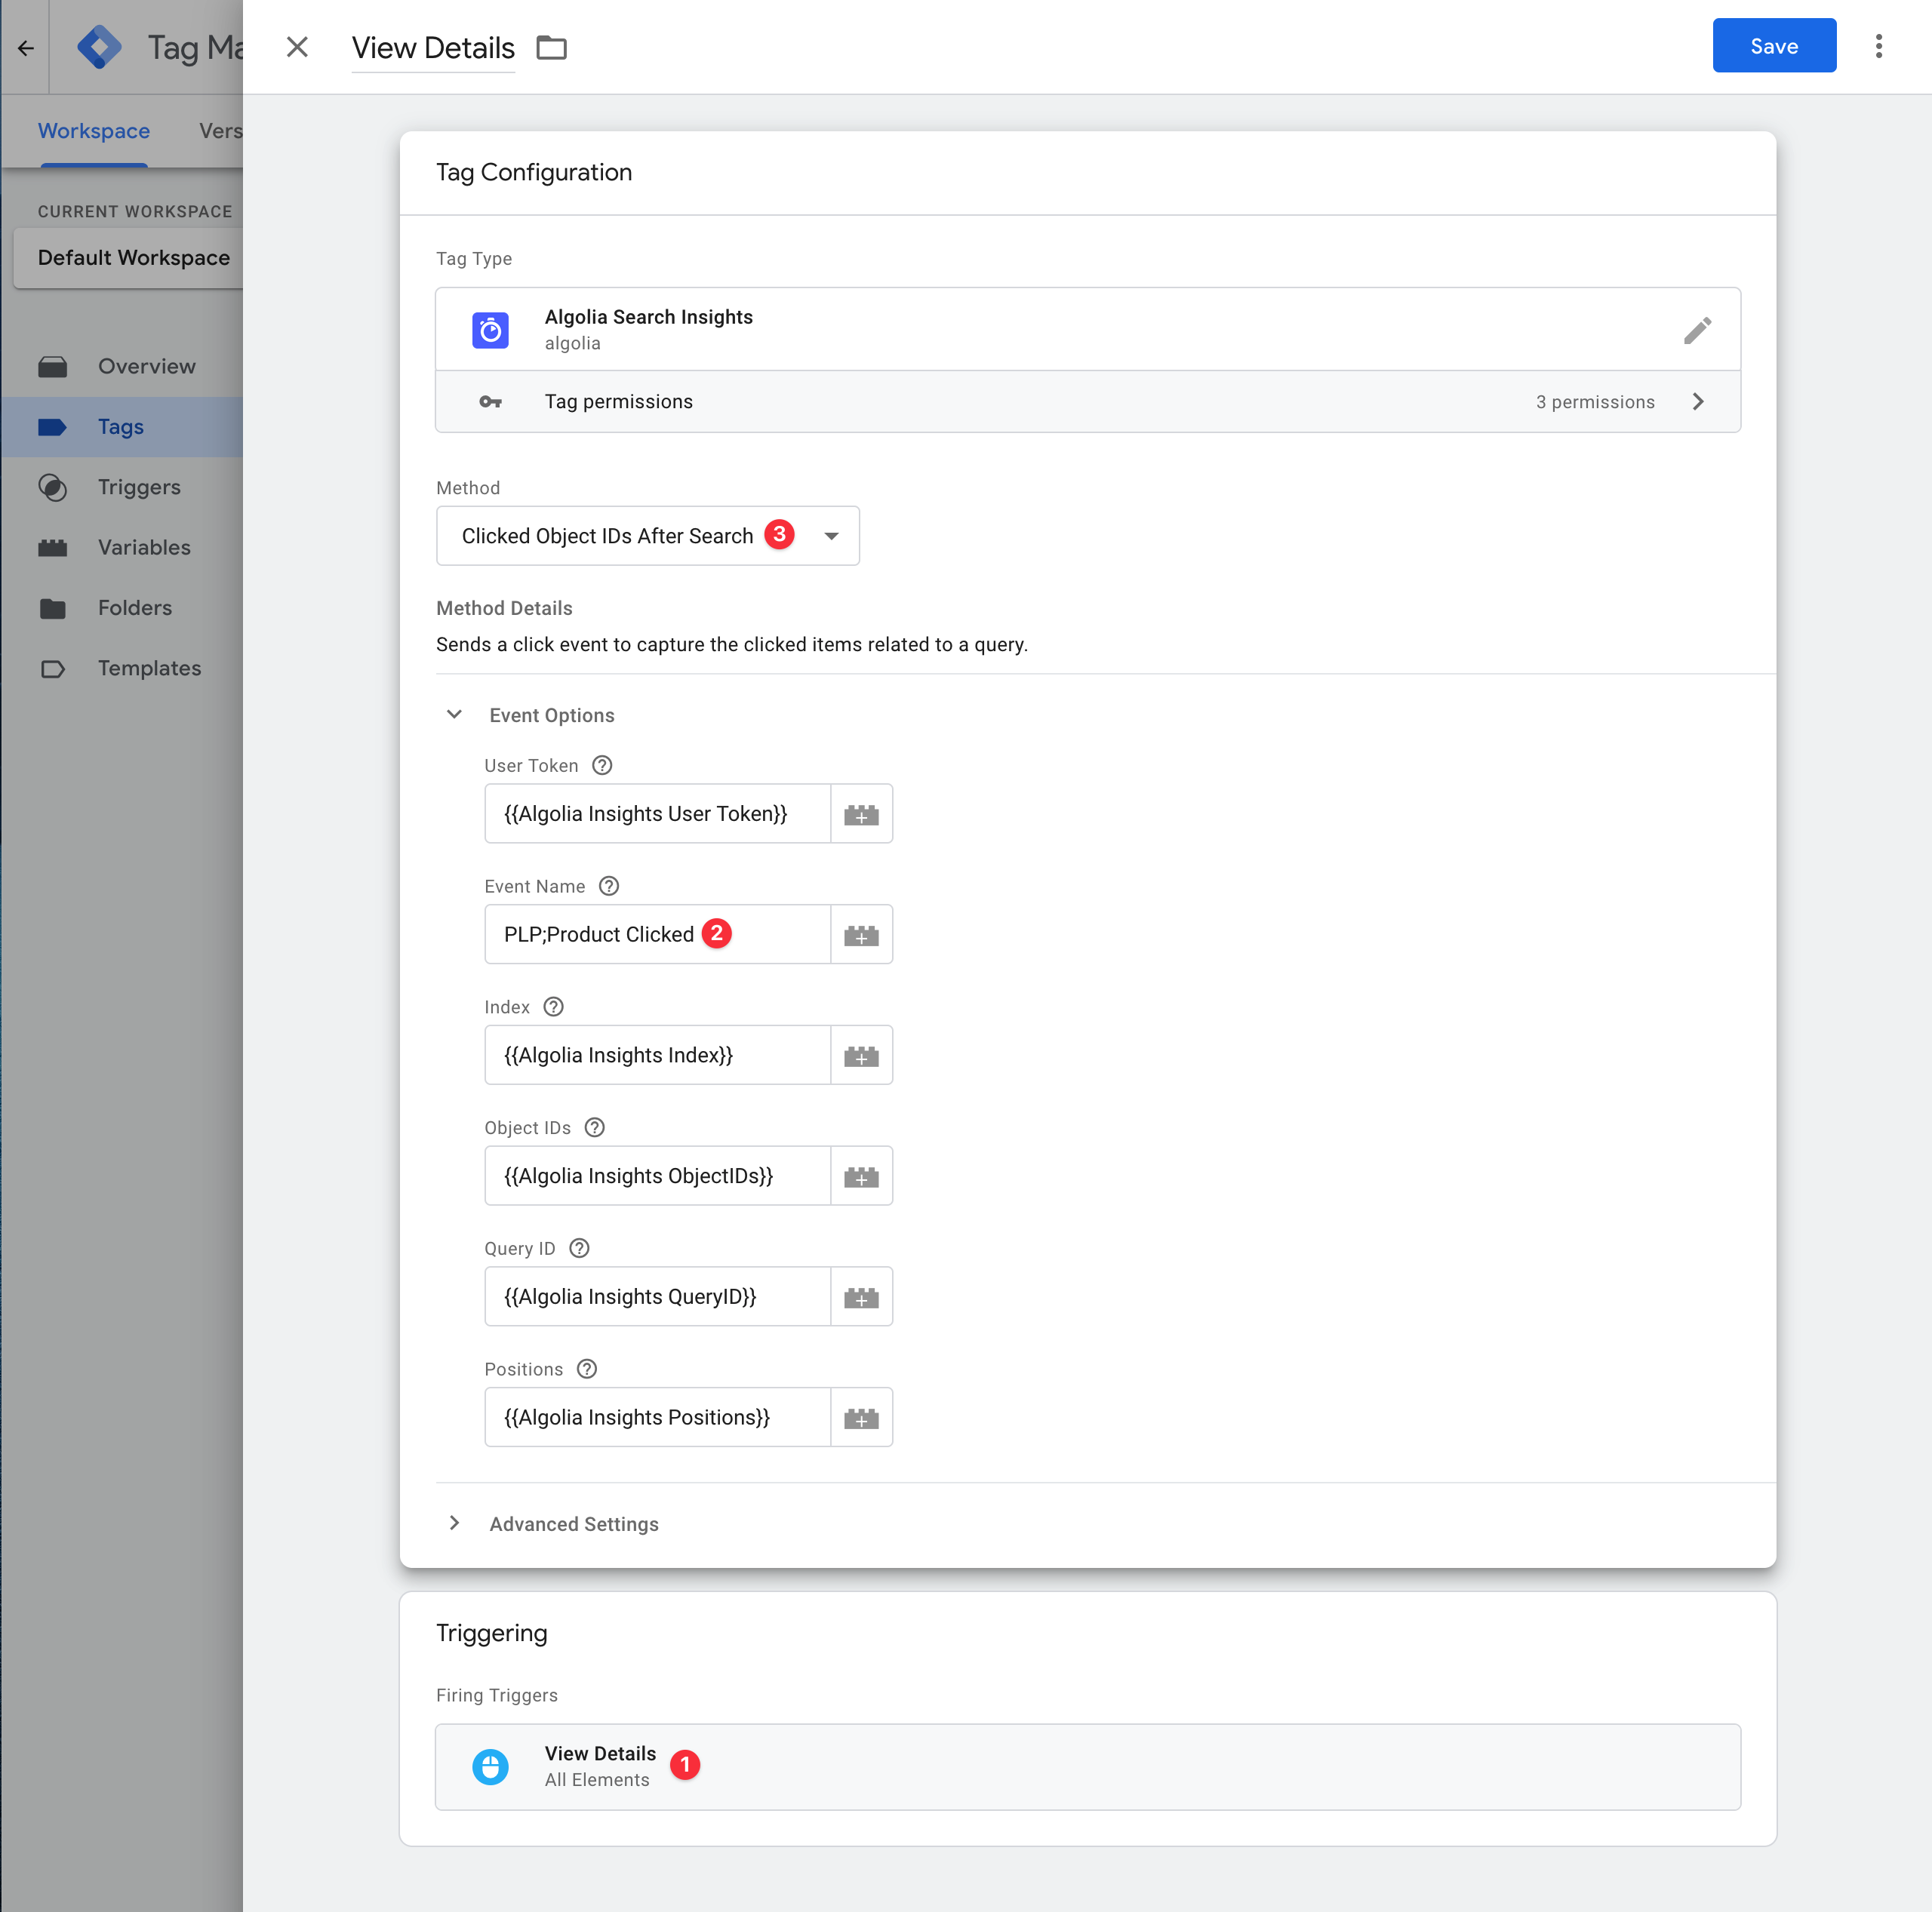 Tag Ma
View Details
Save
Workspace
Vers
CURRENT WORKSPACE
Default Workspace
Overview
Tags
Triggers
Variables
Folders
Templates
Tag Configuration
Tag Type
Algolia Search Insights
algolia
Tag permissions
3 permissions
Method
Clicked Object IDs After Search 3
Method Details
Sends a click event to capture the clicked items related to a query.
Event Options
User Token ?
{{Algolia Insights User Token}}
Event Name ?
PLP;Product Clicked 2
Index ?
{{Algolia Insights Index}}
Object IDs ?
{{Algolia Insights ObjectIDs}}
Query ID ?
{{Algolia Insights QueryID}}
Positions ?
{{Algolia Insights Positions}}
Advanced Settings
Triggering
Firing Triggers
View Details 1
All Elements